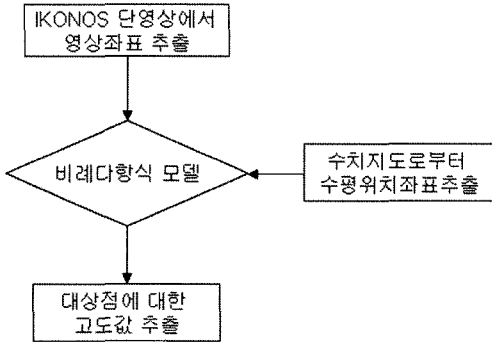 IKONOS 단영상에서
영상좌표 추출
비례다항식 모델
수치지도로부터
수평위치좌표추출
대상점에 대한
고도값 추출